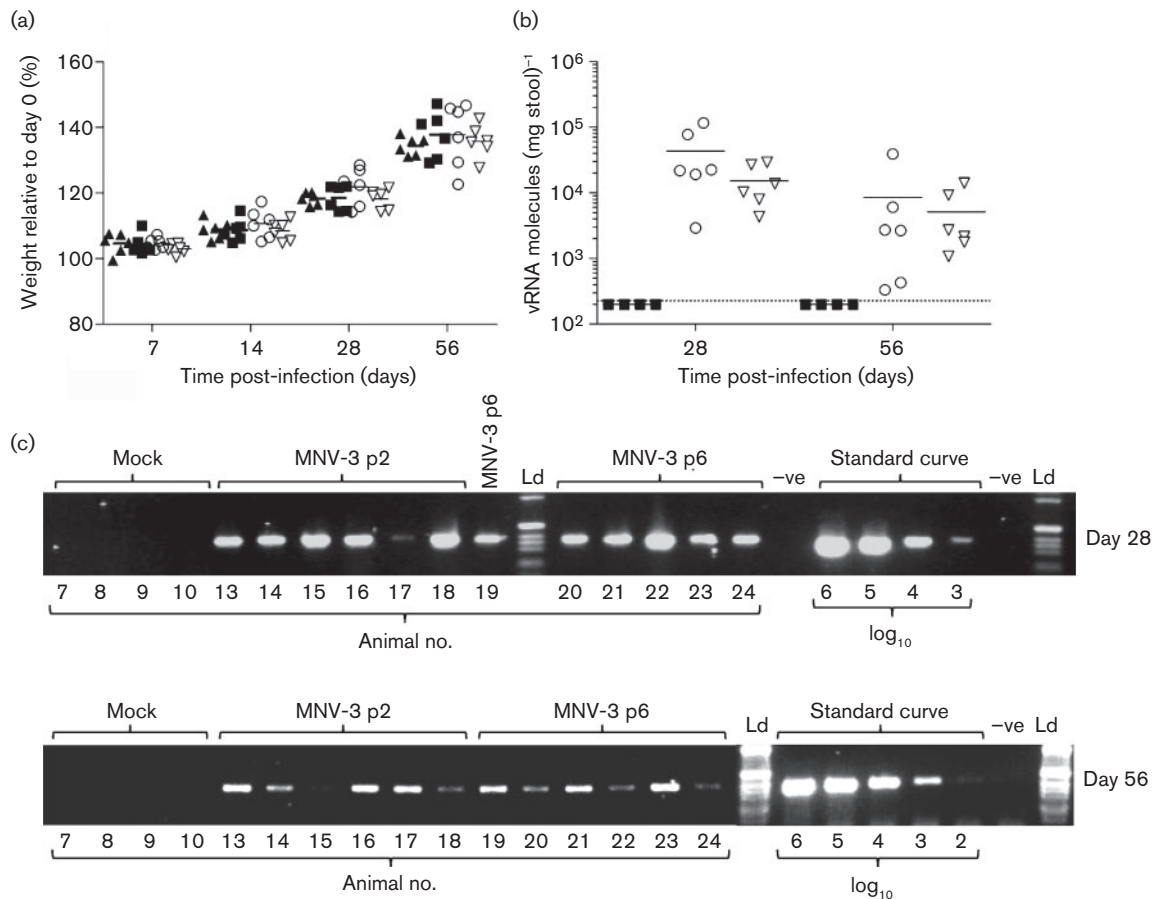 (a)
160
140
120
100
80
Weight relative to day 0 (%)
7 14 28 56
Time post-infection (days)
(b)
10⁶
10⁵
10⁴
10³
10²
vRNA molecules (mg stool)⁻¹
28 56
Time post-infection (days)
(c)
Mock MNV-3 p2 MNV-3 p6 Ld MNV-3 p6 –ve Standard curve –ve Ld
Day 28
7 8 9 10 13 14 15 16 17 18 19 20 21 22 23 24 6 5 4 3
Animal no. log₁₀
Mock MNV-3 p2 MNV-3 p6 Ld Standard curve –ve Ld
Day 56
7 8 9 10 13 14 15 16 17 18 19 20 21 22 23 24 6 5 4 3 2
Animal no. log₁₀